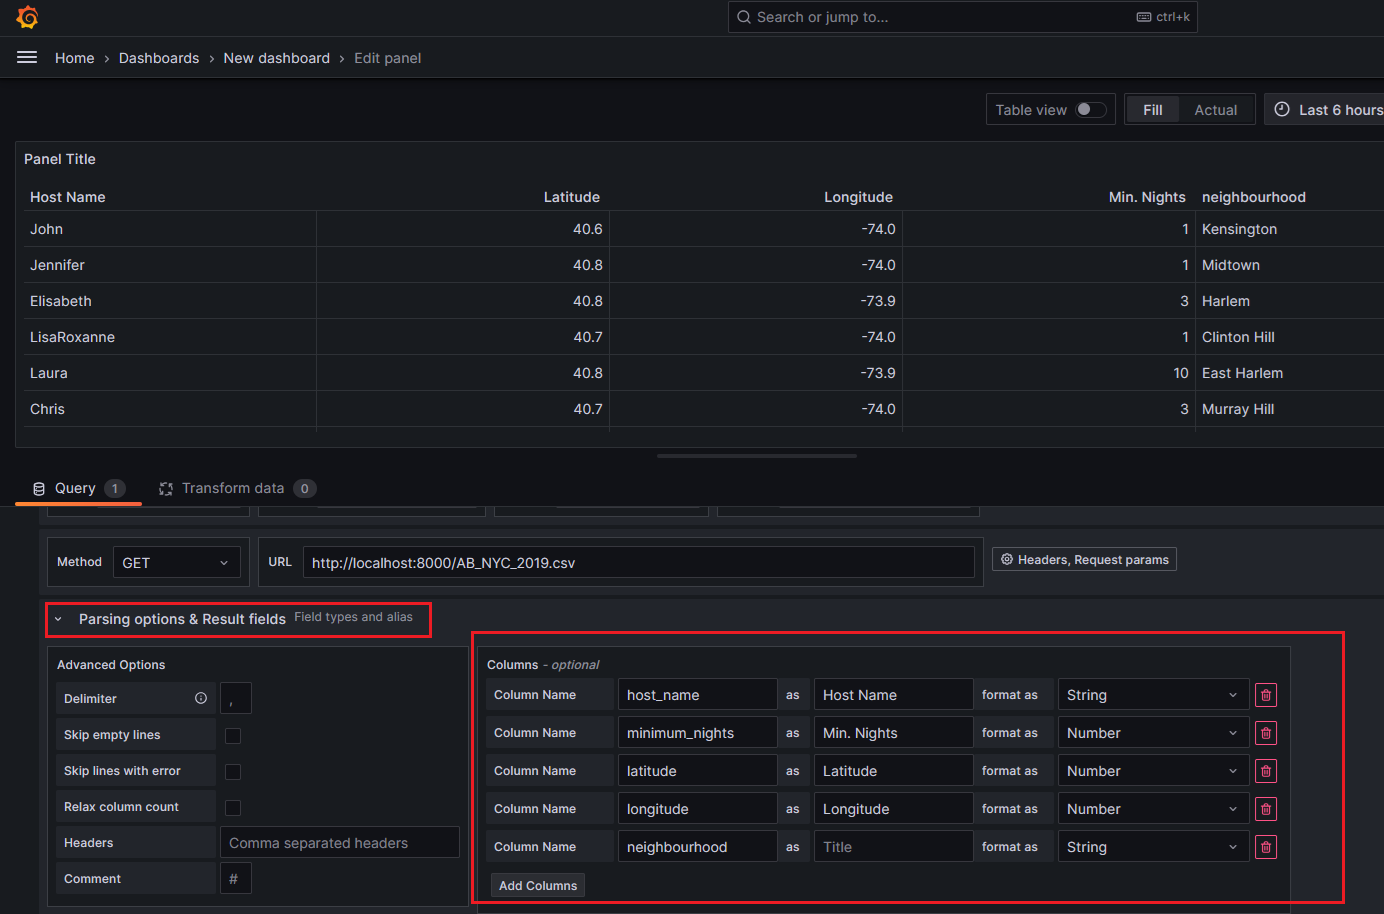 Search or jump to... ctrl+k
Home › Dashboards › New dashboard › Edit panel
Table view Fill Actual Last 6 hours
Panel Title
Host Name Latitude Longitude Min. Nights neighbourhood
John 40.6 -74.0 1 Kensington
Jennifer 40.8 -74.0 1 Midtown
Elisabeth 40.8 -73.9 3 Harlem
LisaRoxanne 40.7 -74.0 1 Clinton Hill
Laura 40.8 -73.9 10 East Harlem
Chris 40.7 -74.0 3 Murray Hill
Query 1 Transform data 0
Method GET URL http://localhost:8000/AB_NYC_2019.csv Headers, Request params
Parsing options & Result fields Field types and alias
Advanced Options
Delimiter ,
Skip empty lines
Skip lines with error
Relax column count
Headers Comma separated headers
Comment #
Columns - optional
Column Name host_name as Host Name format as String
Column Name minimum_nights as Min. Nights format as Number
Column Name latitude as Latitude format as Number
Column Name longitude as Longitude format as Number
Column Name neighbourhood as Title format as String
Add Columns